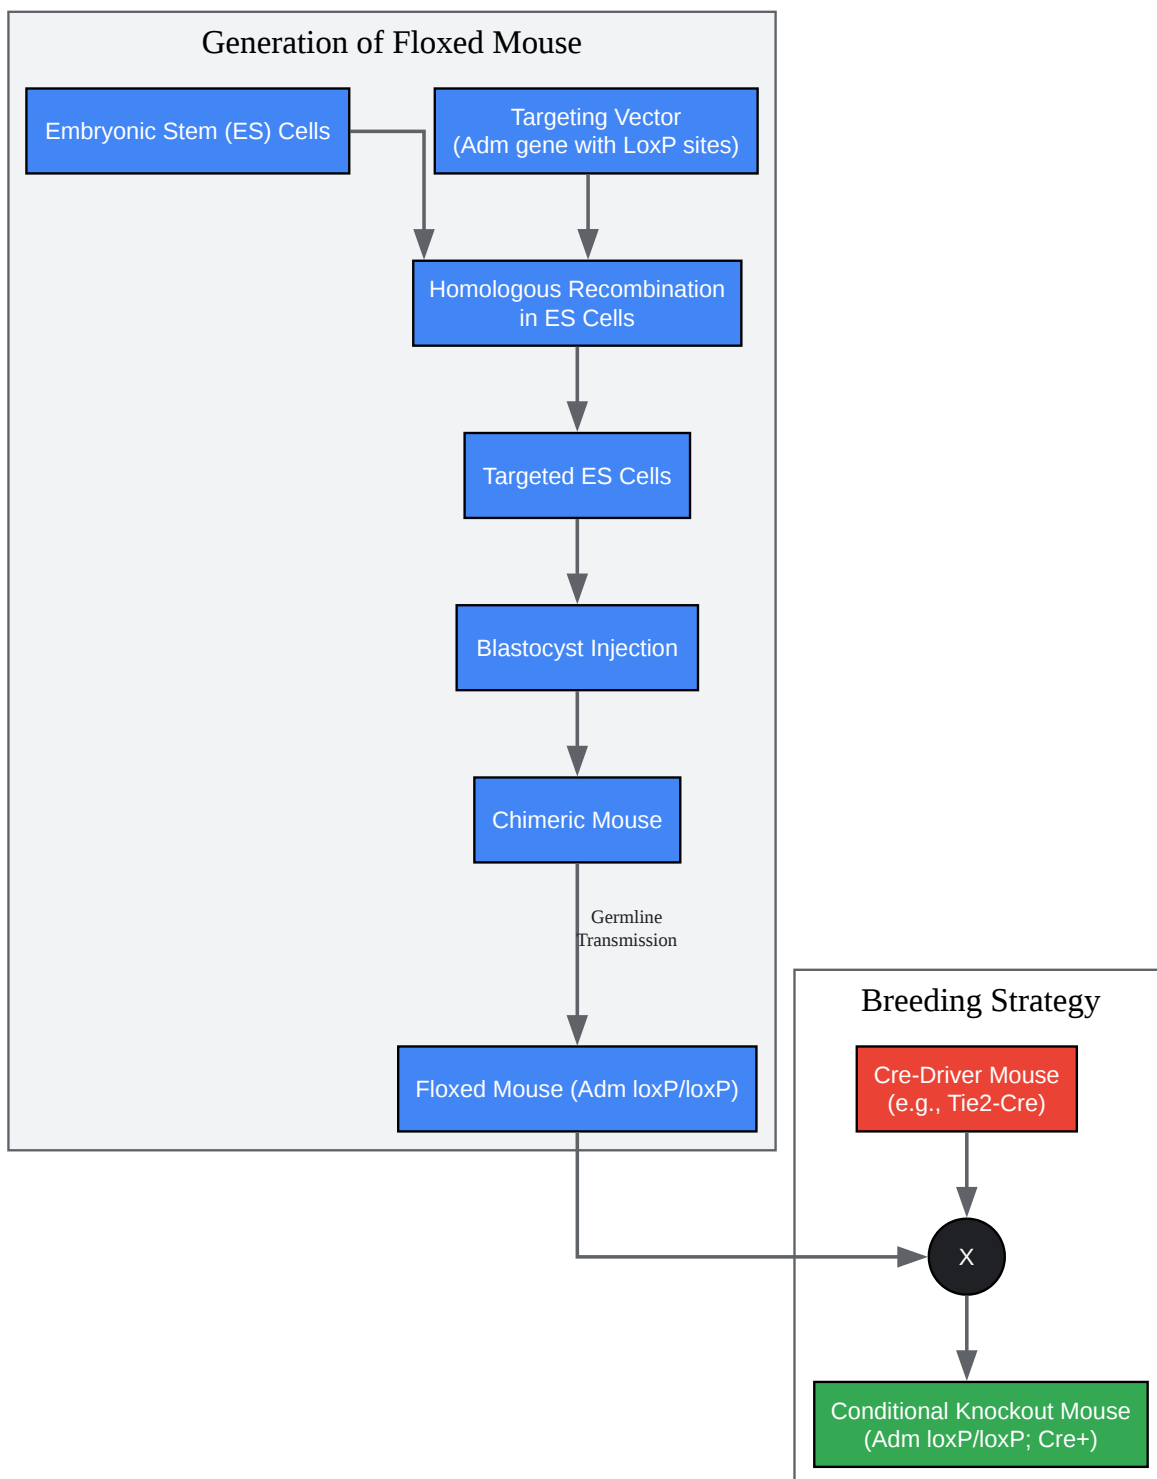 Generation of Floxed Mouse
Embryonic Stem (ES) Cells
Targeting Vector
(Adm gene with LoxP sites)
Homologous Recombination
in ES Cells
Targeted ES Cells
Blastocyst Injection
Chimeric Mouse
Germline
Transmission
Floxed Mouse (Adm loxP/loxP)
Breeding Strategy
Cre-Driver Mouse
(e.g., Tie2-Cre)
X
Conditional Knockout Mouse
(Adm loxP/loxP; Cre+)